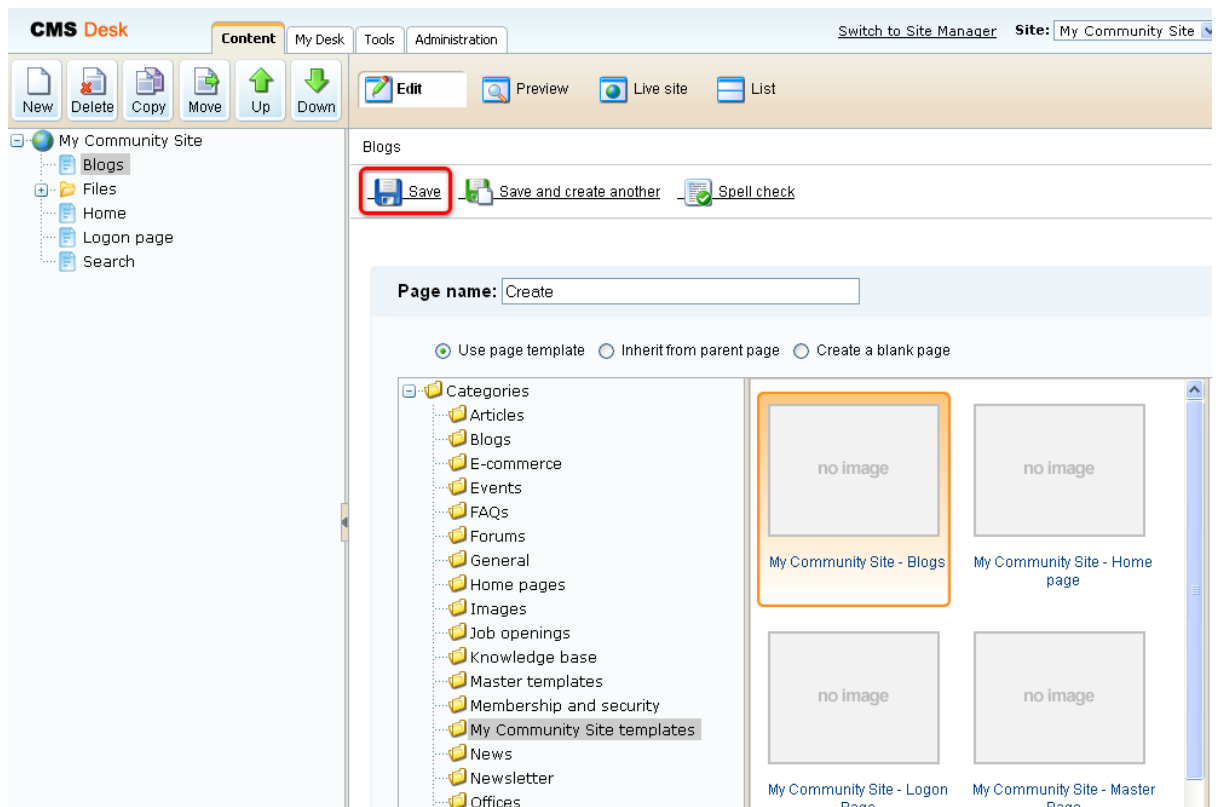 CMS Desk
Content My Desk Tools Administration
Switch to Site Manager Site: My Community Site
New Delete Copy Move Up Down
Edit Preview Live site List
My Community Site
Blogs
Files
Home
Logon page
Search
Blogs
Save Save and create another Spell check
Page name: Create
Use page template Inherit from parent page Create a blank page
Categories
Articles
Blogs
E-commerce
Events
FAQs
Forums
General
Home pages
Images
Job openings
Knowledge base
Master templates
Membership and security
My Community Site templates
News
Newsletter
Offices
no image no image
My Community Site - Blogs My Community Site - Home
page
no image no image
My Community Site - Logon My Community Site - Master
Page Page